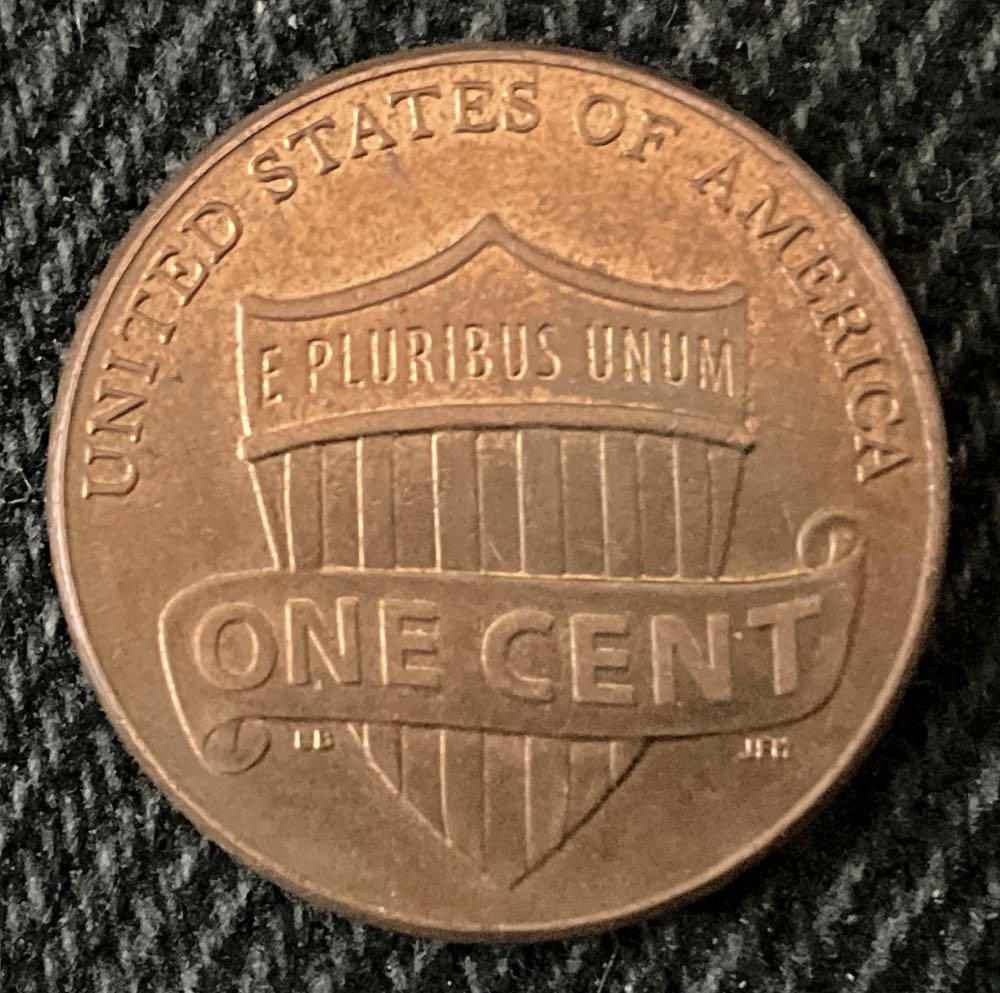 UNITED STATES OF AMERICA
E PLURIBUS UNUM
ONE CENT
LB JFM